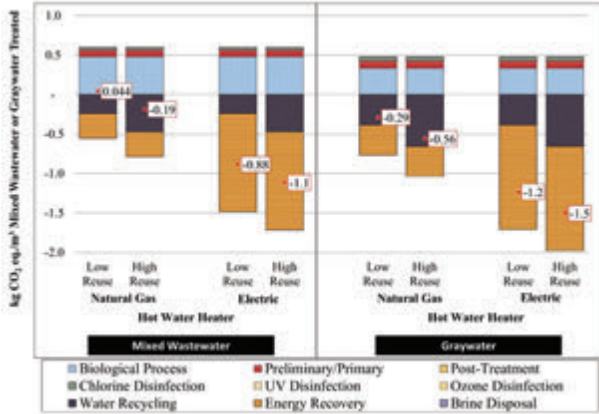 kg CO₂ eq./m³ Mixed Wastewater or Graywater Treated
1.0
0.5
-
-0.5
-1.0
-1.5
-2.0
0.044
-0.19
-0.88
-1.1
-0.29
-0.56
-1.2
-1.5
Low Reuse
High Reuse
Low Reuse
High Reuse
Low Reuse
High Reuse
Low Reuse
High Reuse
Natural Gas
Electric
Natural Gas
Electric
Hot Water Heater
Hot Water Heater
Mixed Wastewater
Graywater
Biological Process
Preliminary/Primary
Post-Treatment
Chlorine Disinfection
UV Disinfection
Ozone Disinfection
Water Recycling
Energy Recovery
Brine Disposal